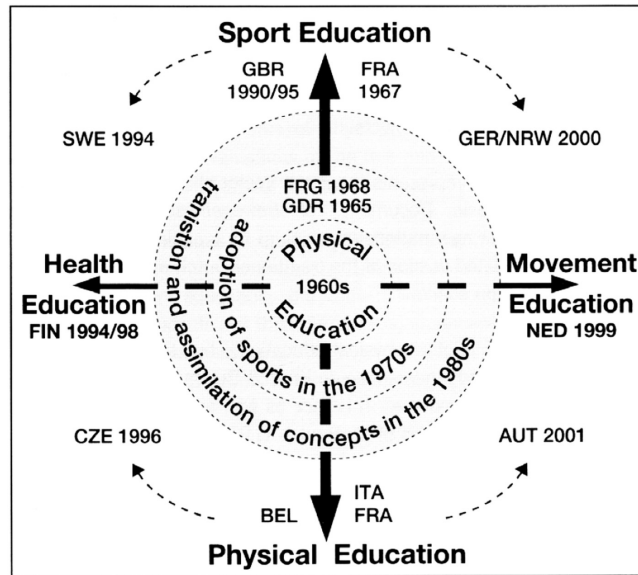 Sport Education
GBR
1990/95
FRA
1967
SWE 1994
GER/NRW 2000
FRG 1968
GDR 1965
Physical
1960s
Education
adoption of sports in the 1970s
tranistion and assimilation of concepts in the 1980s
Health
Education
FIN 1994/98
Movement
Education
NED 1999
CZE 1996
AUT 2001
BEL
ITA
FRA
Physical Education